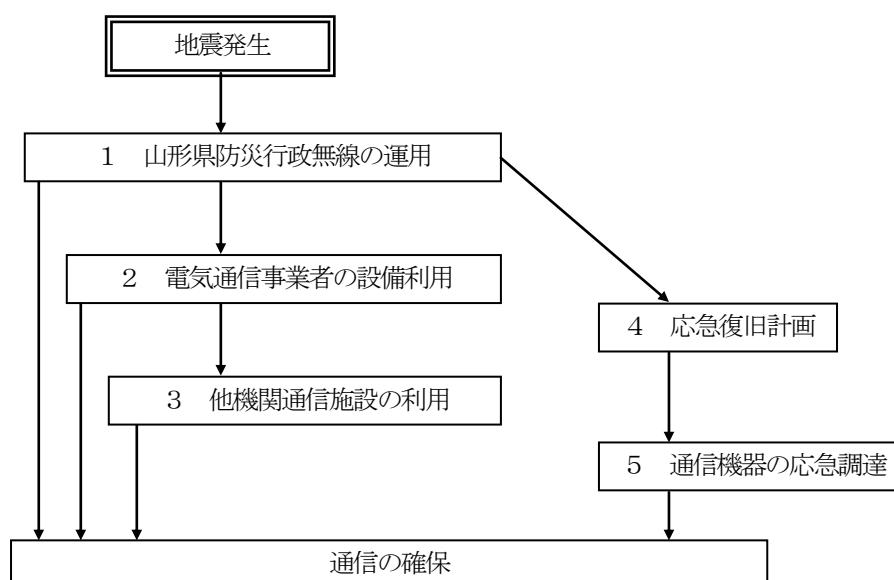 地震発生
１　山形県防災行政無線の運用
２　電気通信事業者の設備利用
４　応急復旧計画
３　他機関通信施設の利用
５　通信機器の応急調達
通信の確保